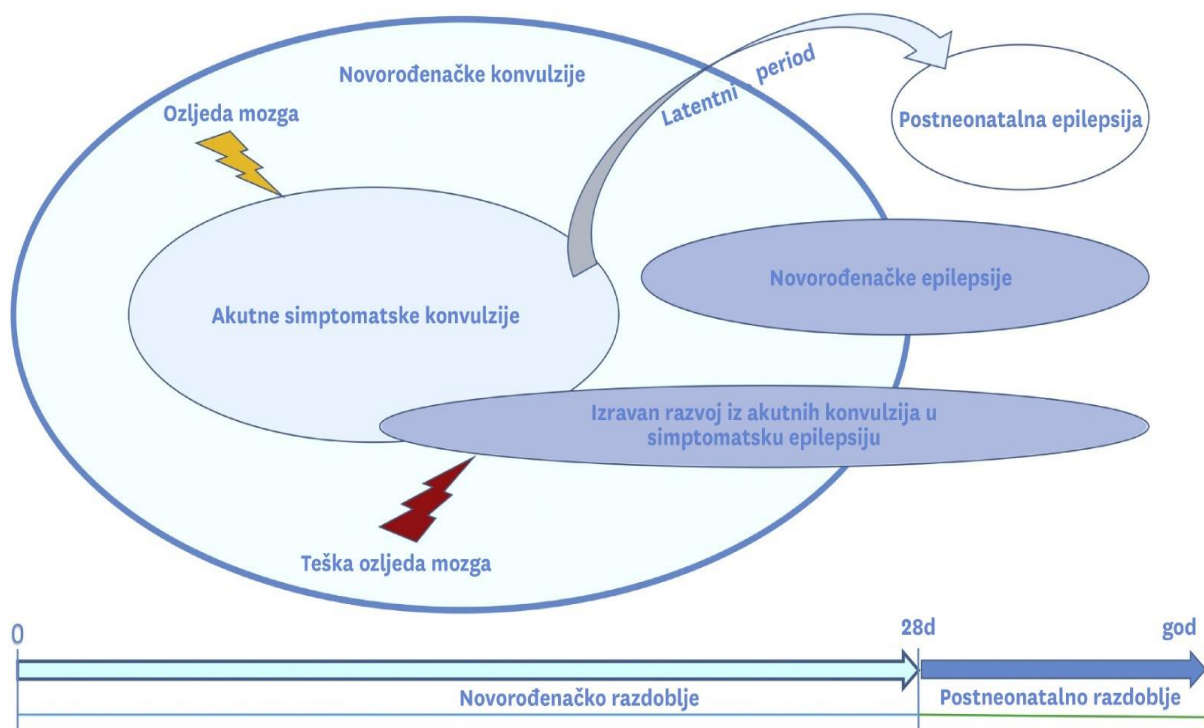 Novorođenačke konvulzije
Ozljeda mozga
Latentni - period
Postneonatalna epilepsija
Novorođenačke epilepsije
Akutne simptomatske konvulzije
Izravan razvoj iz akutnih konvulzija u
simptomatsku epilepsiju
Teška ozljeda mozga
0
28d
god
Novorođenačko razdoblje
Postneonatalno razdoblje